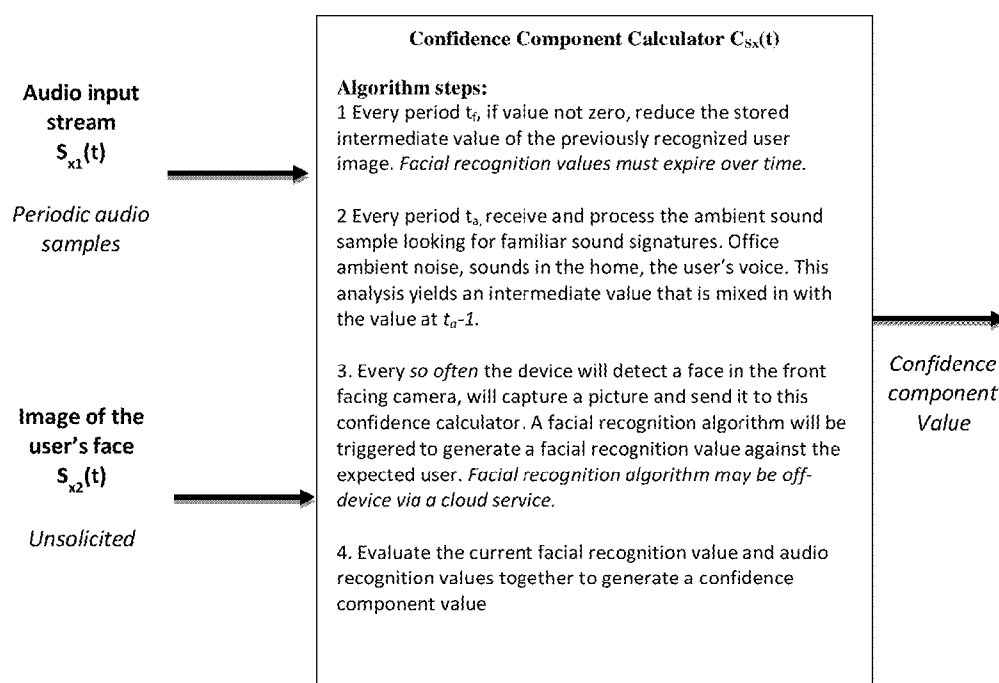 Confidence Component Calculator C_Sx(t)
Algorithm steps:
1 Every period t_f, if value not zero, reduce the stored
intermediate value of the previously recognized user
image. Facial recognition values must expire over time.
2 Every period t_a, receive and process the ambient sound
sample looking for familiar sound signatures. Office
ambient noise, sounds in the home, the user's voice. This
analysis yields an intermediate value that is mixed in with
the value at t_a-1.
3. Every so often the device will detect a face in the front
facing camera, will capture a picture and send it to this
confidence calculator. A facial recognition algorithm will be
triggered to generate a facial recognition value against the
expected user. Facial recognition algorithm may be off-
device via a cloud service.
4. Evaluate the current facial recognition value and audio
recognition values together to generate a confidence
component value
Audio input
stream
S_x1(t)
Periodic audio
samples
Image of the
user's face
S_x2(t)
Unsolicited
Confidence
component
Value